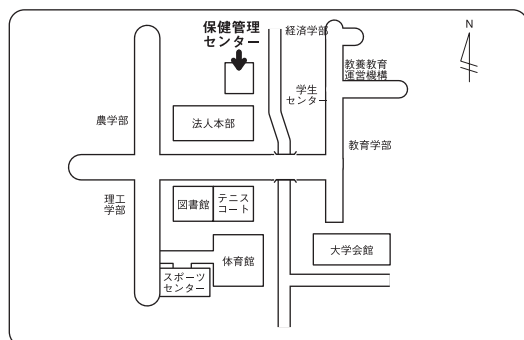 保健管理
センター
経済学部
N
教養教育
運営機構
学生
センター
農学部
法人本部
教育学部
理工
学部
図書館
テニス
コート
体育館
大学会館
スポーツ
センター